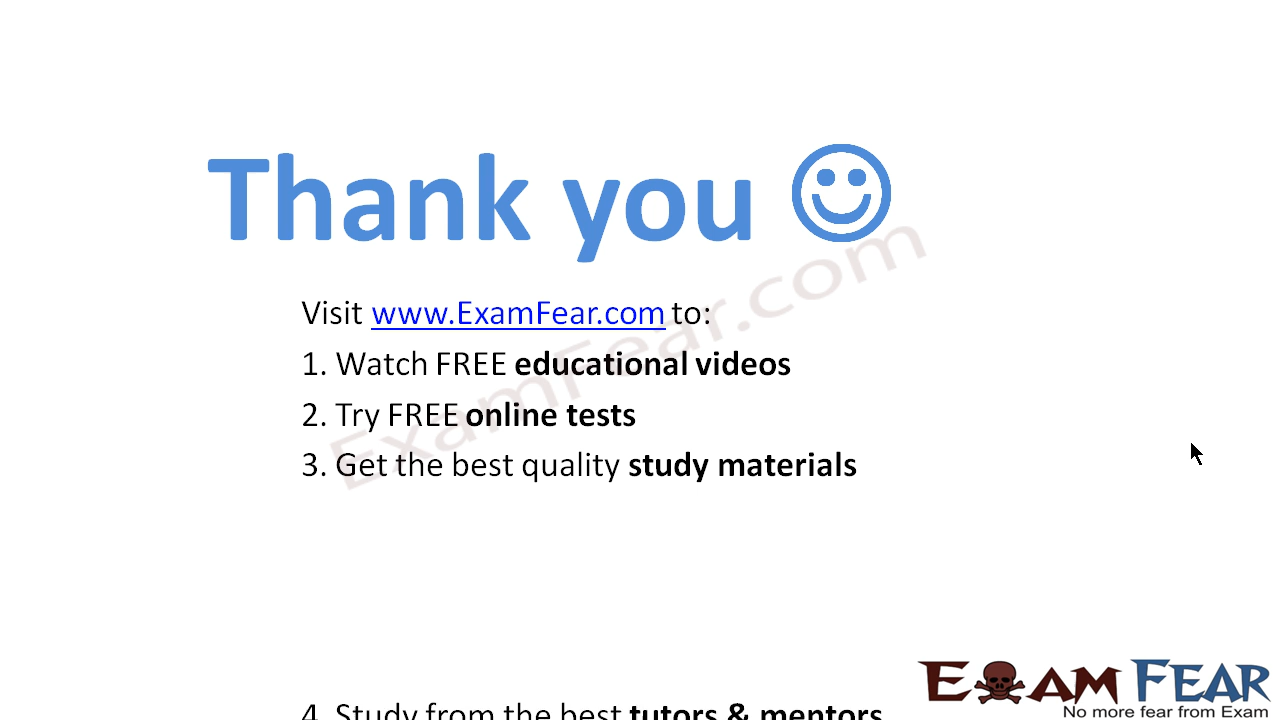 Thank you
Visit www.ExamFear.com to:
1. Watch FREE educational videos
2. Try FREE online tests
3. Get the best quality study materials
ExamFear.com
4. Study from the best tutors & mentors
EXAM FEAR
No more fear from Exam